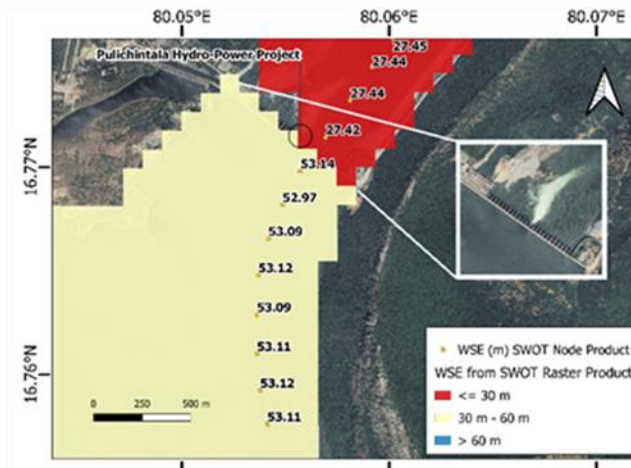 80.05°E 80.06°E 80.07°E
Pulichintala Hydro-Power Project
27.45
27.44
27.44
27.42
16.77°N
53.14
52.97
53.09
53.12
53.09
53.11
16.76°N
53.12
53.11
0 250 500 m
WSE (m) SWOT Node Product
WSE from SWOT Raster Product
<= 30 m
30 m - 60 m
> 60 m